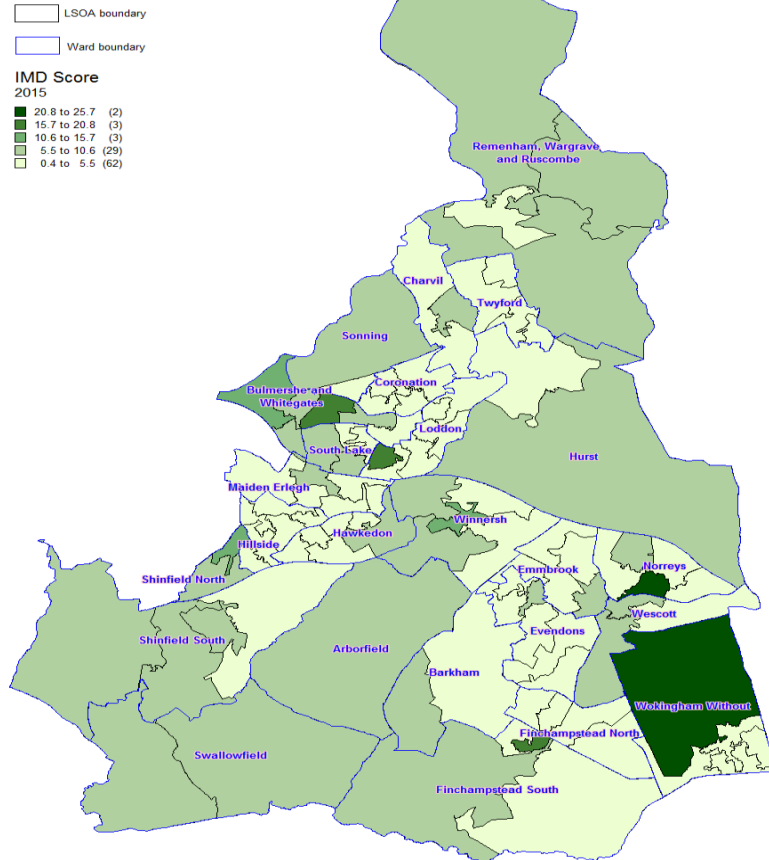 LSOA boundary
Ward boundary
IMD Score
2015
20.8 to 25.7 (2)
15.7 to 20.8 (3)
10.6 to 15.7 (3)
5.5 to 10.6 (29)
0.4 to 5.5 (62)
Remenham, Wargrave
and Ruscombe
Charvil
Twyford
Sonning
Coronation
Bulmershe and
Whitegates
Loddon
South Lake
Hurst
Maiden Erlegh
Winnersh
Hawkedon
Hillside
Emmbrook
Norreys
Shinfield North
Wescott
Evendons
Shinfield South
Arborfield
Barkham
Wokingham Without
Finchampstead North
Swallowfield
Finchampstead South